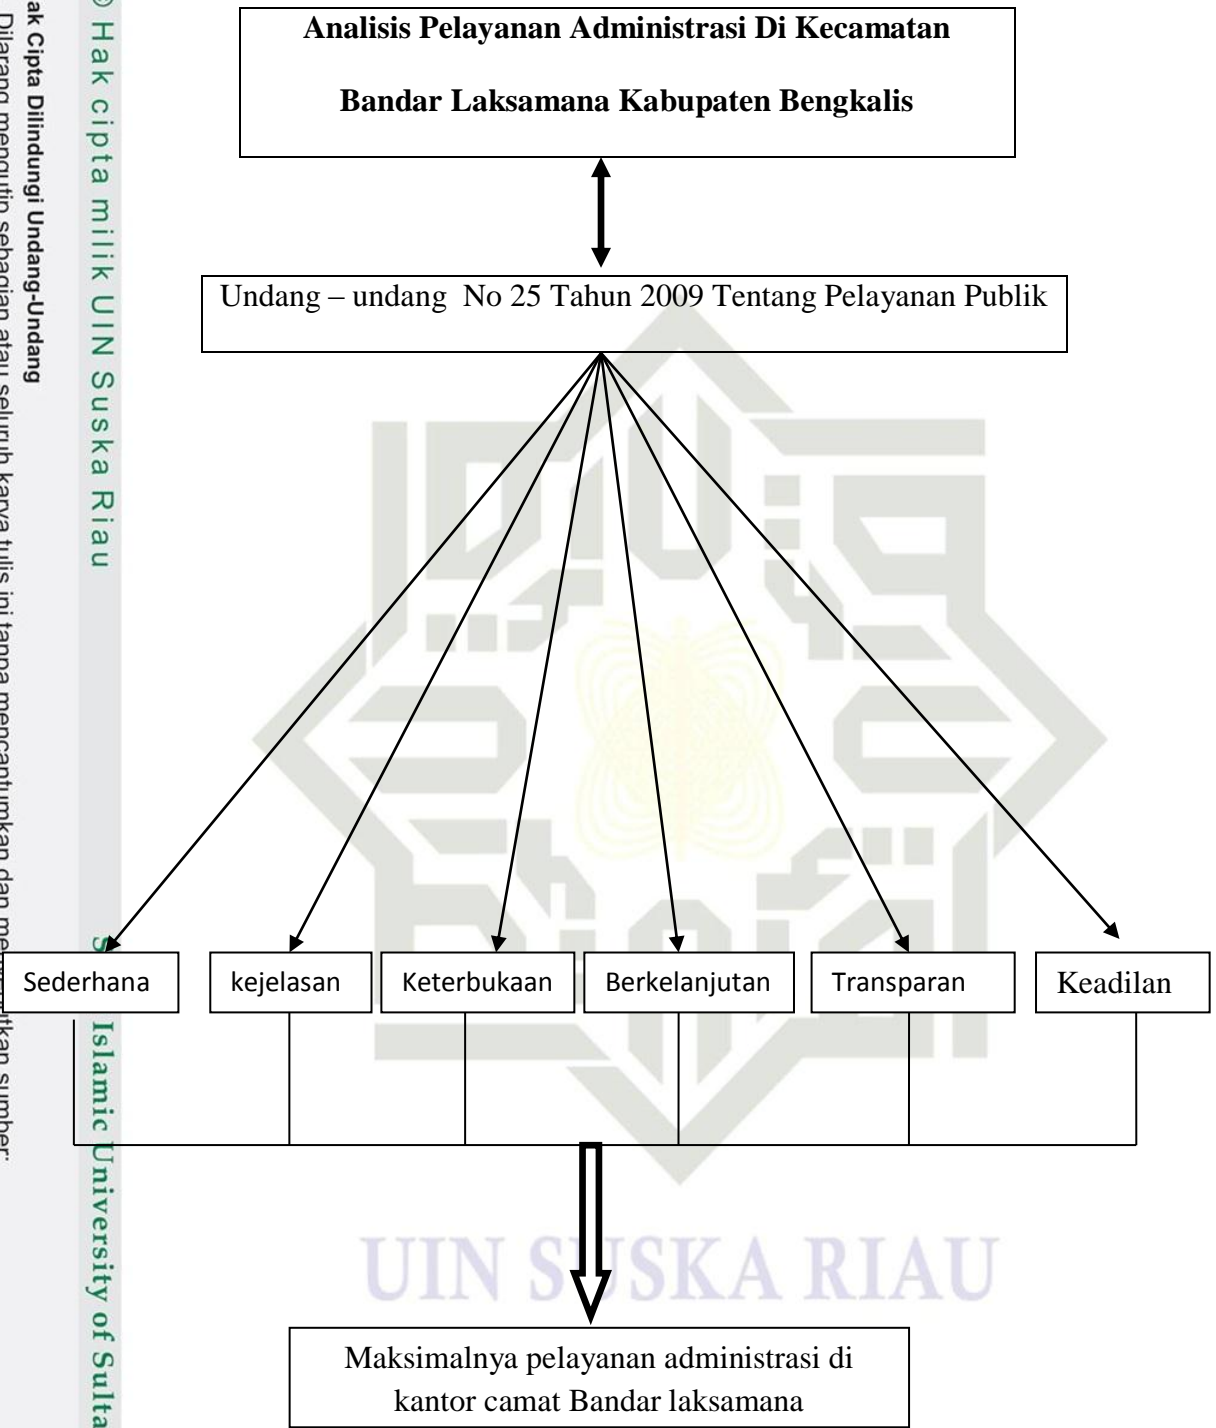 Analisis Pelayanan Administrasi Di Kecamatan
Bandar Laksamana Kabupaten Bengkalis
Undang – undang No 25 Tahun 2009 Tentang Pelayanan Publik
Sederhana
kejelasan
Keterbukaan
Berkelanjutan
Transparan
Keadilan
Maksimalnya pelayanan administrasi di
kantor camat Bandar laksamana
UIN SUSKA RIAU
© Hak cipta milik UIN Suska Riau
Islamic University of
Cipta Dilindungi Undang-Undang
Dilarang mengutip sebagian atau seluruh karya tulis ini tanpa mencantumkan dan sumber: